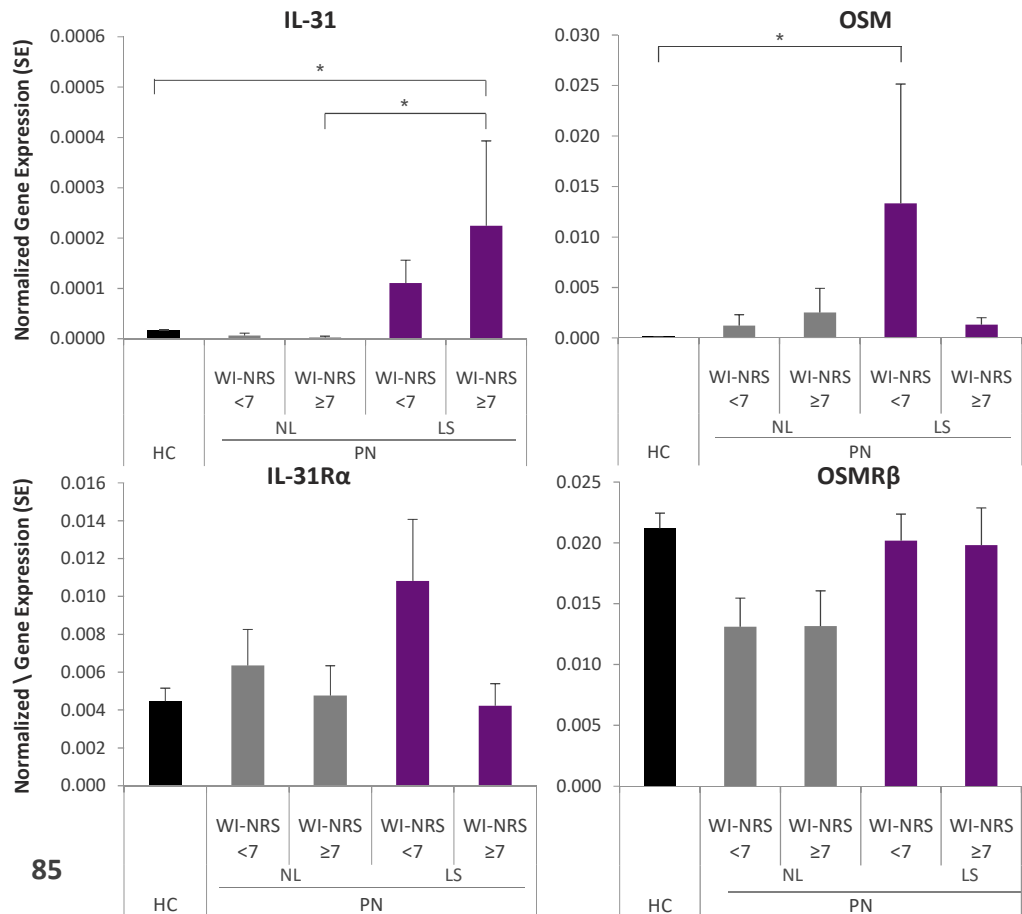 IL-31
Normalized Gene Expression (SE)
0.0006
0.0005
0.0004
0.0003
0.0002
0.0001
0.0000
*
*
WI-NRS <7
WI-NRS ≥7
WI-NRS <7
WI-NRS ≥7
NL
LS
HC
PN
OSM
0.030
0.025
0.020
0.015
0.010
0.005
0.000
*
WI-NRS <7
WI-NRS ≥7
WI-NRS <7
WI-NRS ≥7
NL
LS
HC
PN
IL-31Rα
Normalized \ Gene Expression (SE)
0.016
0.014
0.012
0.010
0.008
0.006
0.004
0.002
0.000
WI-NRS <7
WI-NRS ≥7
WI-NRS <7
WI-NRS ≥7
NL
LS
HC
PN
OSMRβ
0.025
0.020
0.015
0.010
0.005
0.000
WI-NRS <7
WI-NRS ≥7
WI-NRS <7
WI-NRS ≥7
NL
LS
HC
PN
85